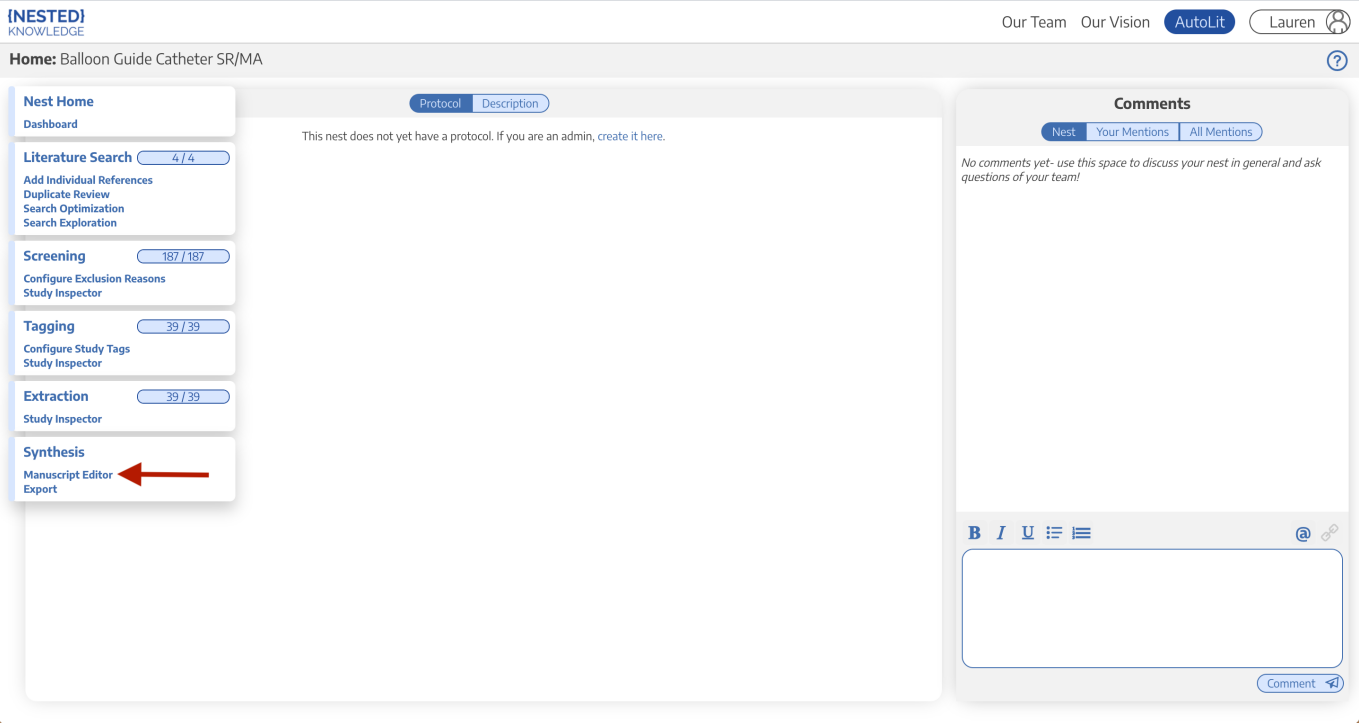 {NESTED}
KNOWLEDGE
Our Team Our Vision AutoLit Lauren
Home: Balloon Guide Catheter SR/MA
?
Nest Home
Dashboard
Literature Search 4 / 4
Add Individual References
Duplicate Review
Search Optimization
Search Exploration
Screening 187 / 187
Configure Exclusion Reasons
Study Inspector
Tagging 39 / 39
Configure Study Tags
Study Inspector
Extraction 39 / 39
Study Inspector
Synthesis
Manuscript Editor
Export
Protocol Description
This nest does not yet have a protocol. If you are an admin, create it here.
Comments
Nest Your Mentions All Mentions
No comments yet- use this space to discuss your nest in general and ask
questions of your team!
B I U @
Comment